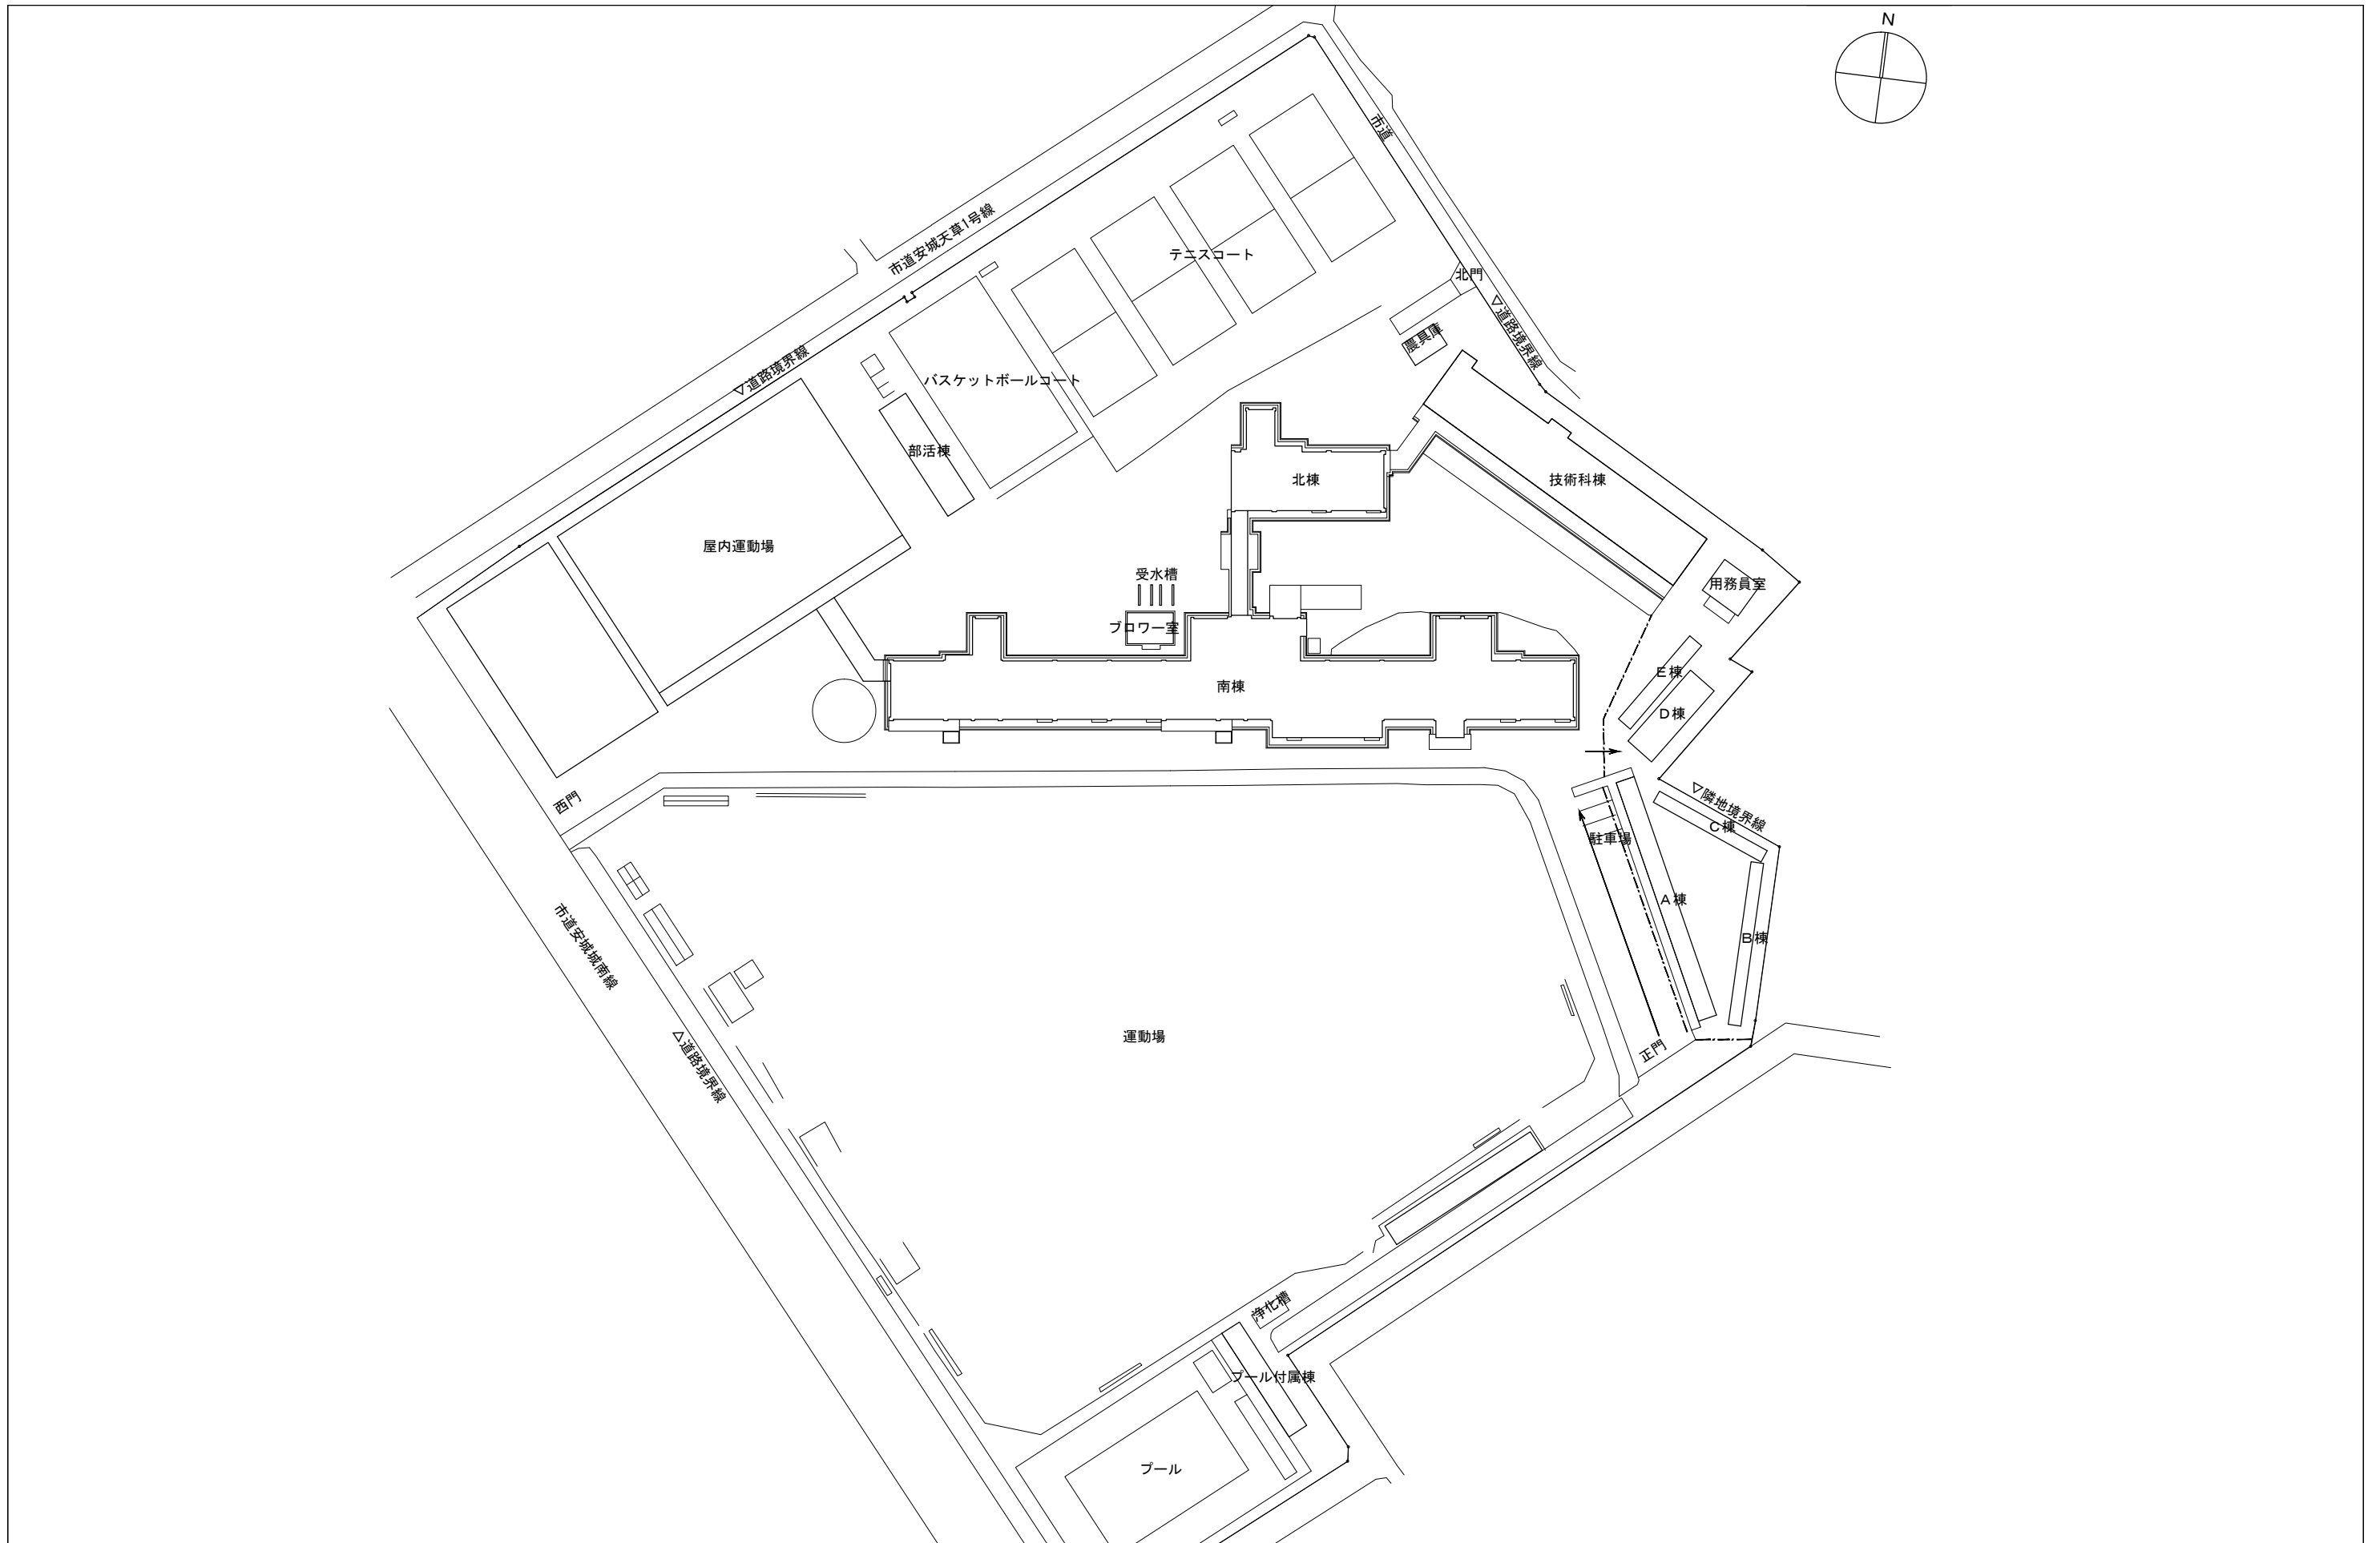 N
市道
市道安城天草1号線
テニスコート
北門
▽道路境界線
農具庫
▽道路境界線
バスケットボールコート
部活棟
北棟
技術科棟
屋内運動場
受水槽
用務員室
ブロワー室
E棟
南棟
D棟
西門
▽隣地境界線
C棟
駐車場
A棟
市道安城城南線
B棟
運動場
正門
▽道路境界線
浄化槽
プール付属棟
プール